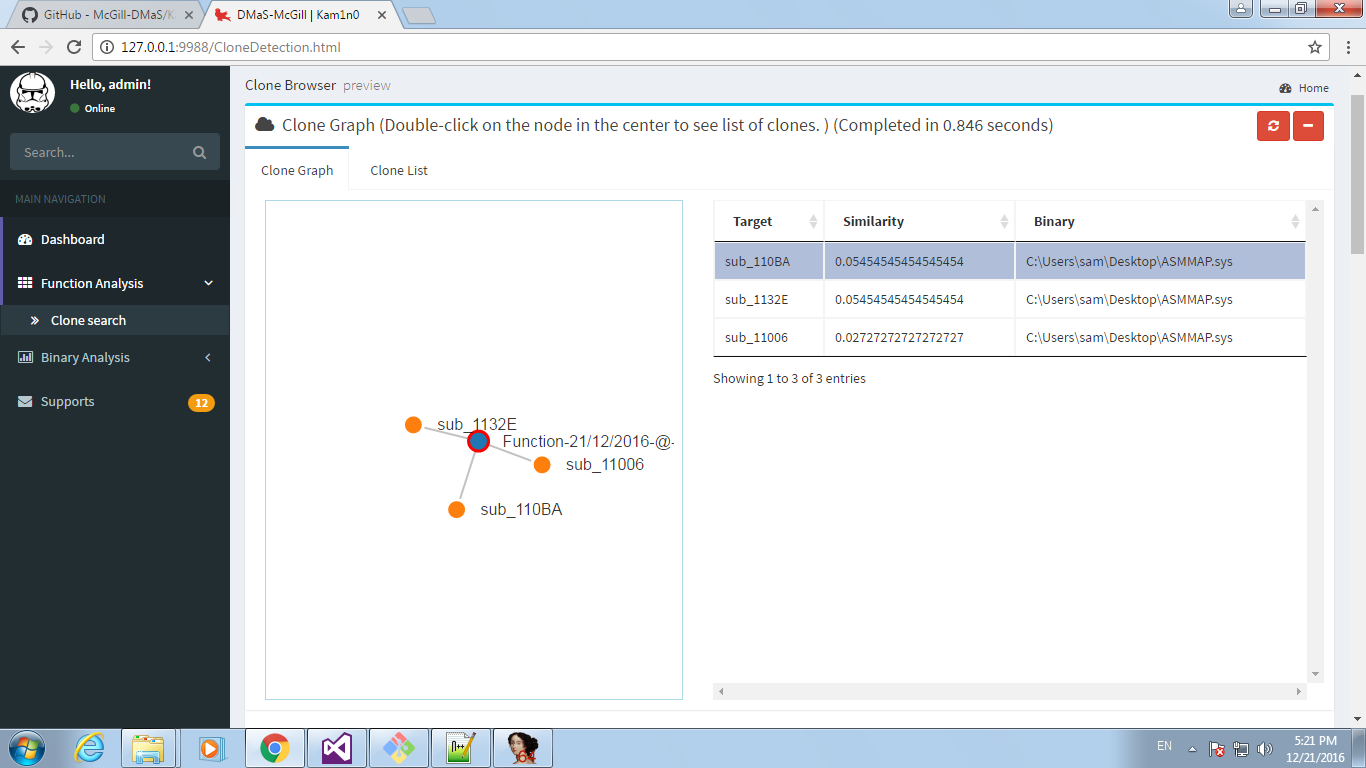 GitHub - McGill-DMaS/K
DMaS-McGill | Kam1n0
127.0.0.1:9988/CloneDetection.html
Hello, admin!
Online
Search...
MAIN NAVIGATION
Dashboard
Function Analysis
Clone search
Binary Analysis
Supports
12
Clone Browser preview
Home
Clone Graph (Double-click on the node in the center to see list of clones. ) (Completed in 0.846 seconds)
Clone Graph Clone List
sub_1132E
Function-21/12/2016-@-
sub_11006
sub_110BA
Target Similarity Binary
sub_110BA 0.05454545454545454 C:\Users\sam\Desktop\ASMMAP.sys
sub_1132E 0.05454545454545454 C:\Users\sam\Desktop\ASMMAP.sys
sub_11006 0.02727272727272727 C:\Users\sam\Desktop\ASMMAP.sys
Showing 1 to 3 of 3 entries
EN
5:21 PM
12/21/2016